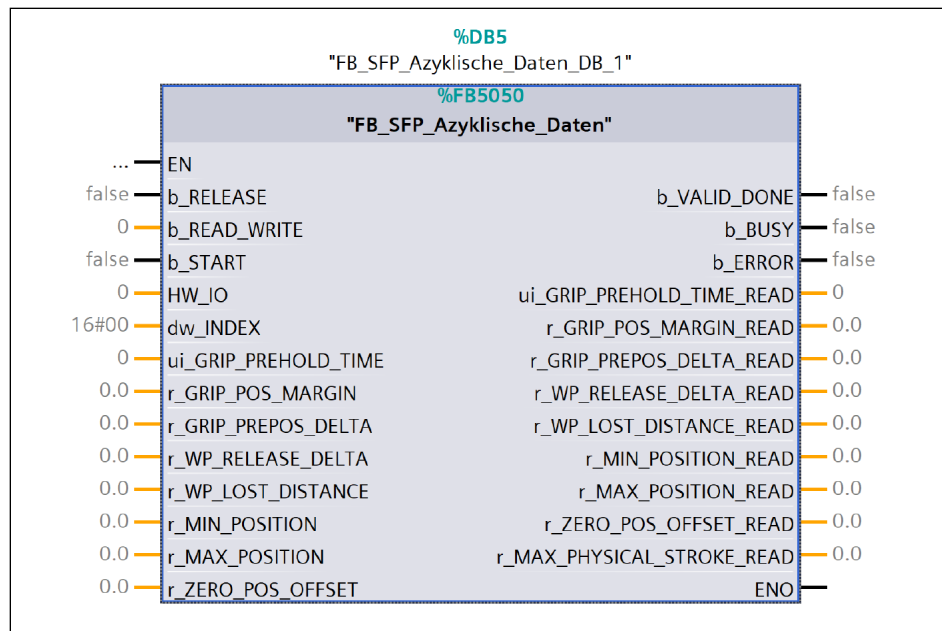 %DB5
"FB_SFP_Azyklische_Daten_DB_1"
%FB5050
"FB_SFP_Azyklische_Daten"
... EN
false b_RELEASE b_VALID_DONE false
0 b_READ_WRITE b_BUSY false
false b_START b_ERROR false
0 HW_IO ui_GRIP_PREHOLD_TIME_READ 0
16#00 dw_INDEX r_GRIP_POS_MARGIN_READ 0.0
0 ui_GRIP_PREHOLD_TIME r_GRIP_PREPOS_DELTA_READ 0.0
0.0 r_GRIP_POS_MARGIN r_WP_RELEASE_DELTA_READ 0.0
0.0 r_GRIP_PREPOS_DELTA r_WP_LOST_DISTANCE_READ 0.0
0.0 r_WP_RELEASE_DELTA r_MIN_POSITION_READ 0.0
0.0 r_WP_LOST_DISTANCE r_MAX_POSITION_READ 0.0
0.0 r_MIN_POSITION r_ZERO_POS_OFFSET_READ 0.0
0.0 r_MAX_POSITION r_MAX_PHYSICAL_STROKE_READ 0.0
0.0 r_ZERO_POS_OFFSET ENO